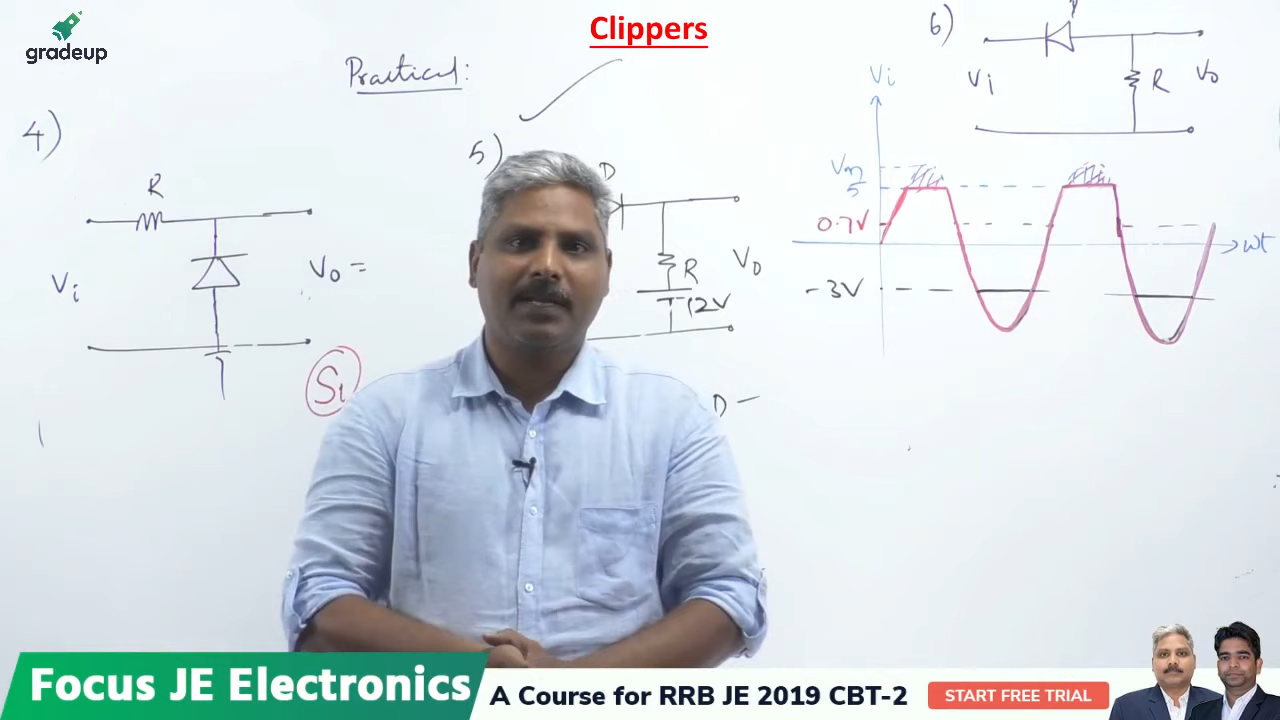 gradeup
Clippers
Practical:
4)
R
Vi
Vo =
Si
5)
D
R
12V
Vo
D -
6)
Vi
R
Vo
Vi
Vm
5
0.7V
-3V
wt
Focus JE Electronics
A Course for RRB JE 2019 CBT-2
START FREE TRIAL